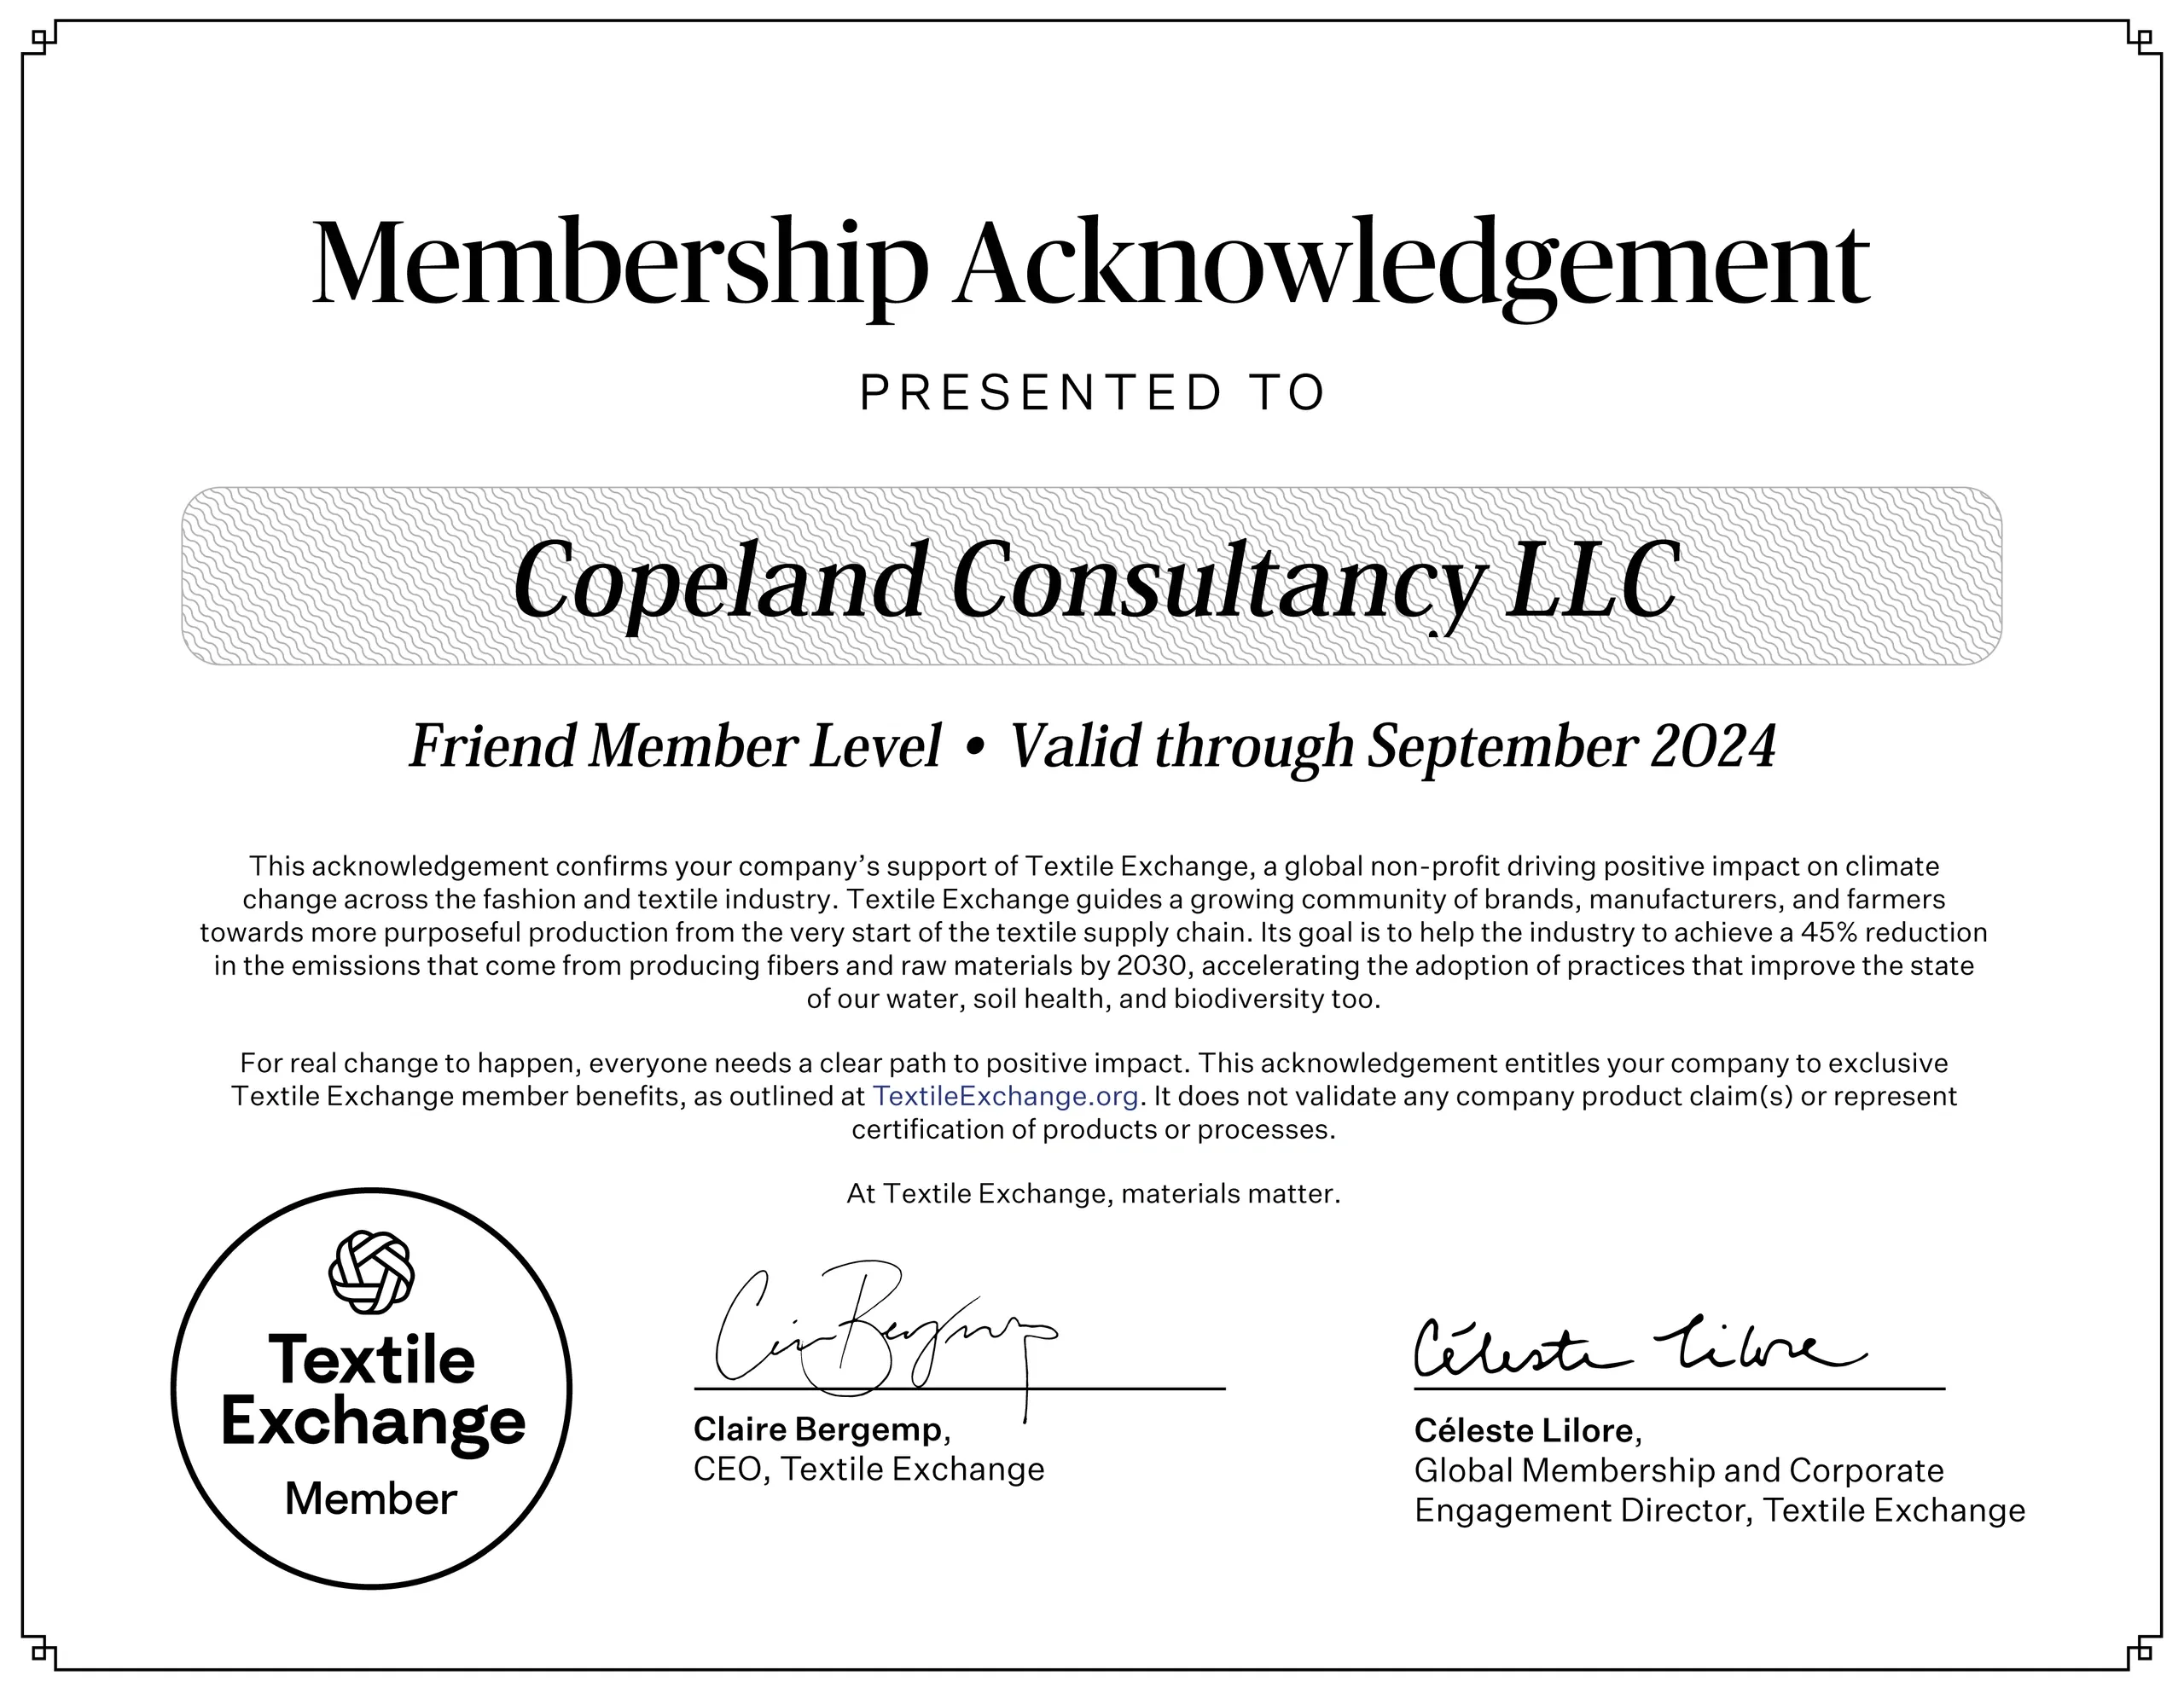 Membership Acknowledgement
PRESENTED TO
Copeland Consultancy LLC
Friend Member Level • Valid through September 2024
This acknowledgement confirms your company’s support of Textile Exchange, a global non-profit driving positive impact on climate
change across the fashion and textile industry. Textile Exchange guides a growing community of brands, manufacturers, and farmers
towards more purposeful production from the very start of the textile supply chain. Its goal is to help the industry to achieve a 45% reduction
in the emissions that come from producing fibers and raw materials by 2030, accelerating the adoption of practices that improve the state
of our water, soil health, and biodiversity too.
For real change to happen, everyone needs a clear path to positive impact. This acknowledgement entitles your company to exclusive
Textile Exchange member benefits, as outlined at TextileExchange.org. It does not validate any company product claim(s) or represent
certification of products or processes.
At Textile Exchange, materials matter.
Textile
Exchange
Member
Claire Bergemp,
CEO, Textile Exchange
Céleste Lilore
Céleste Lilore,
Global Membership and Corporate
Engagement Director, Textile Exchange